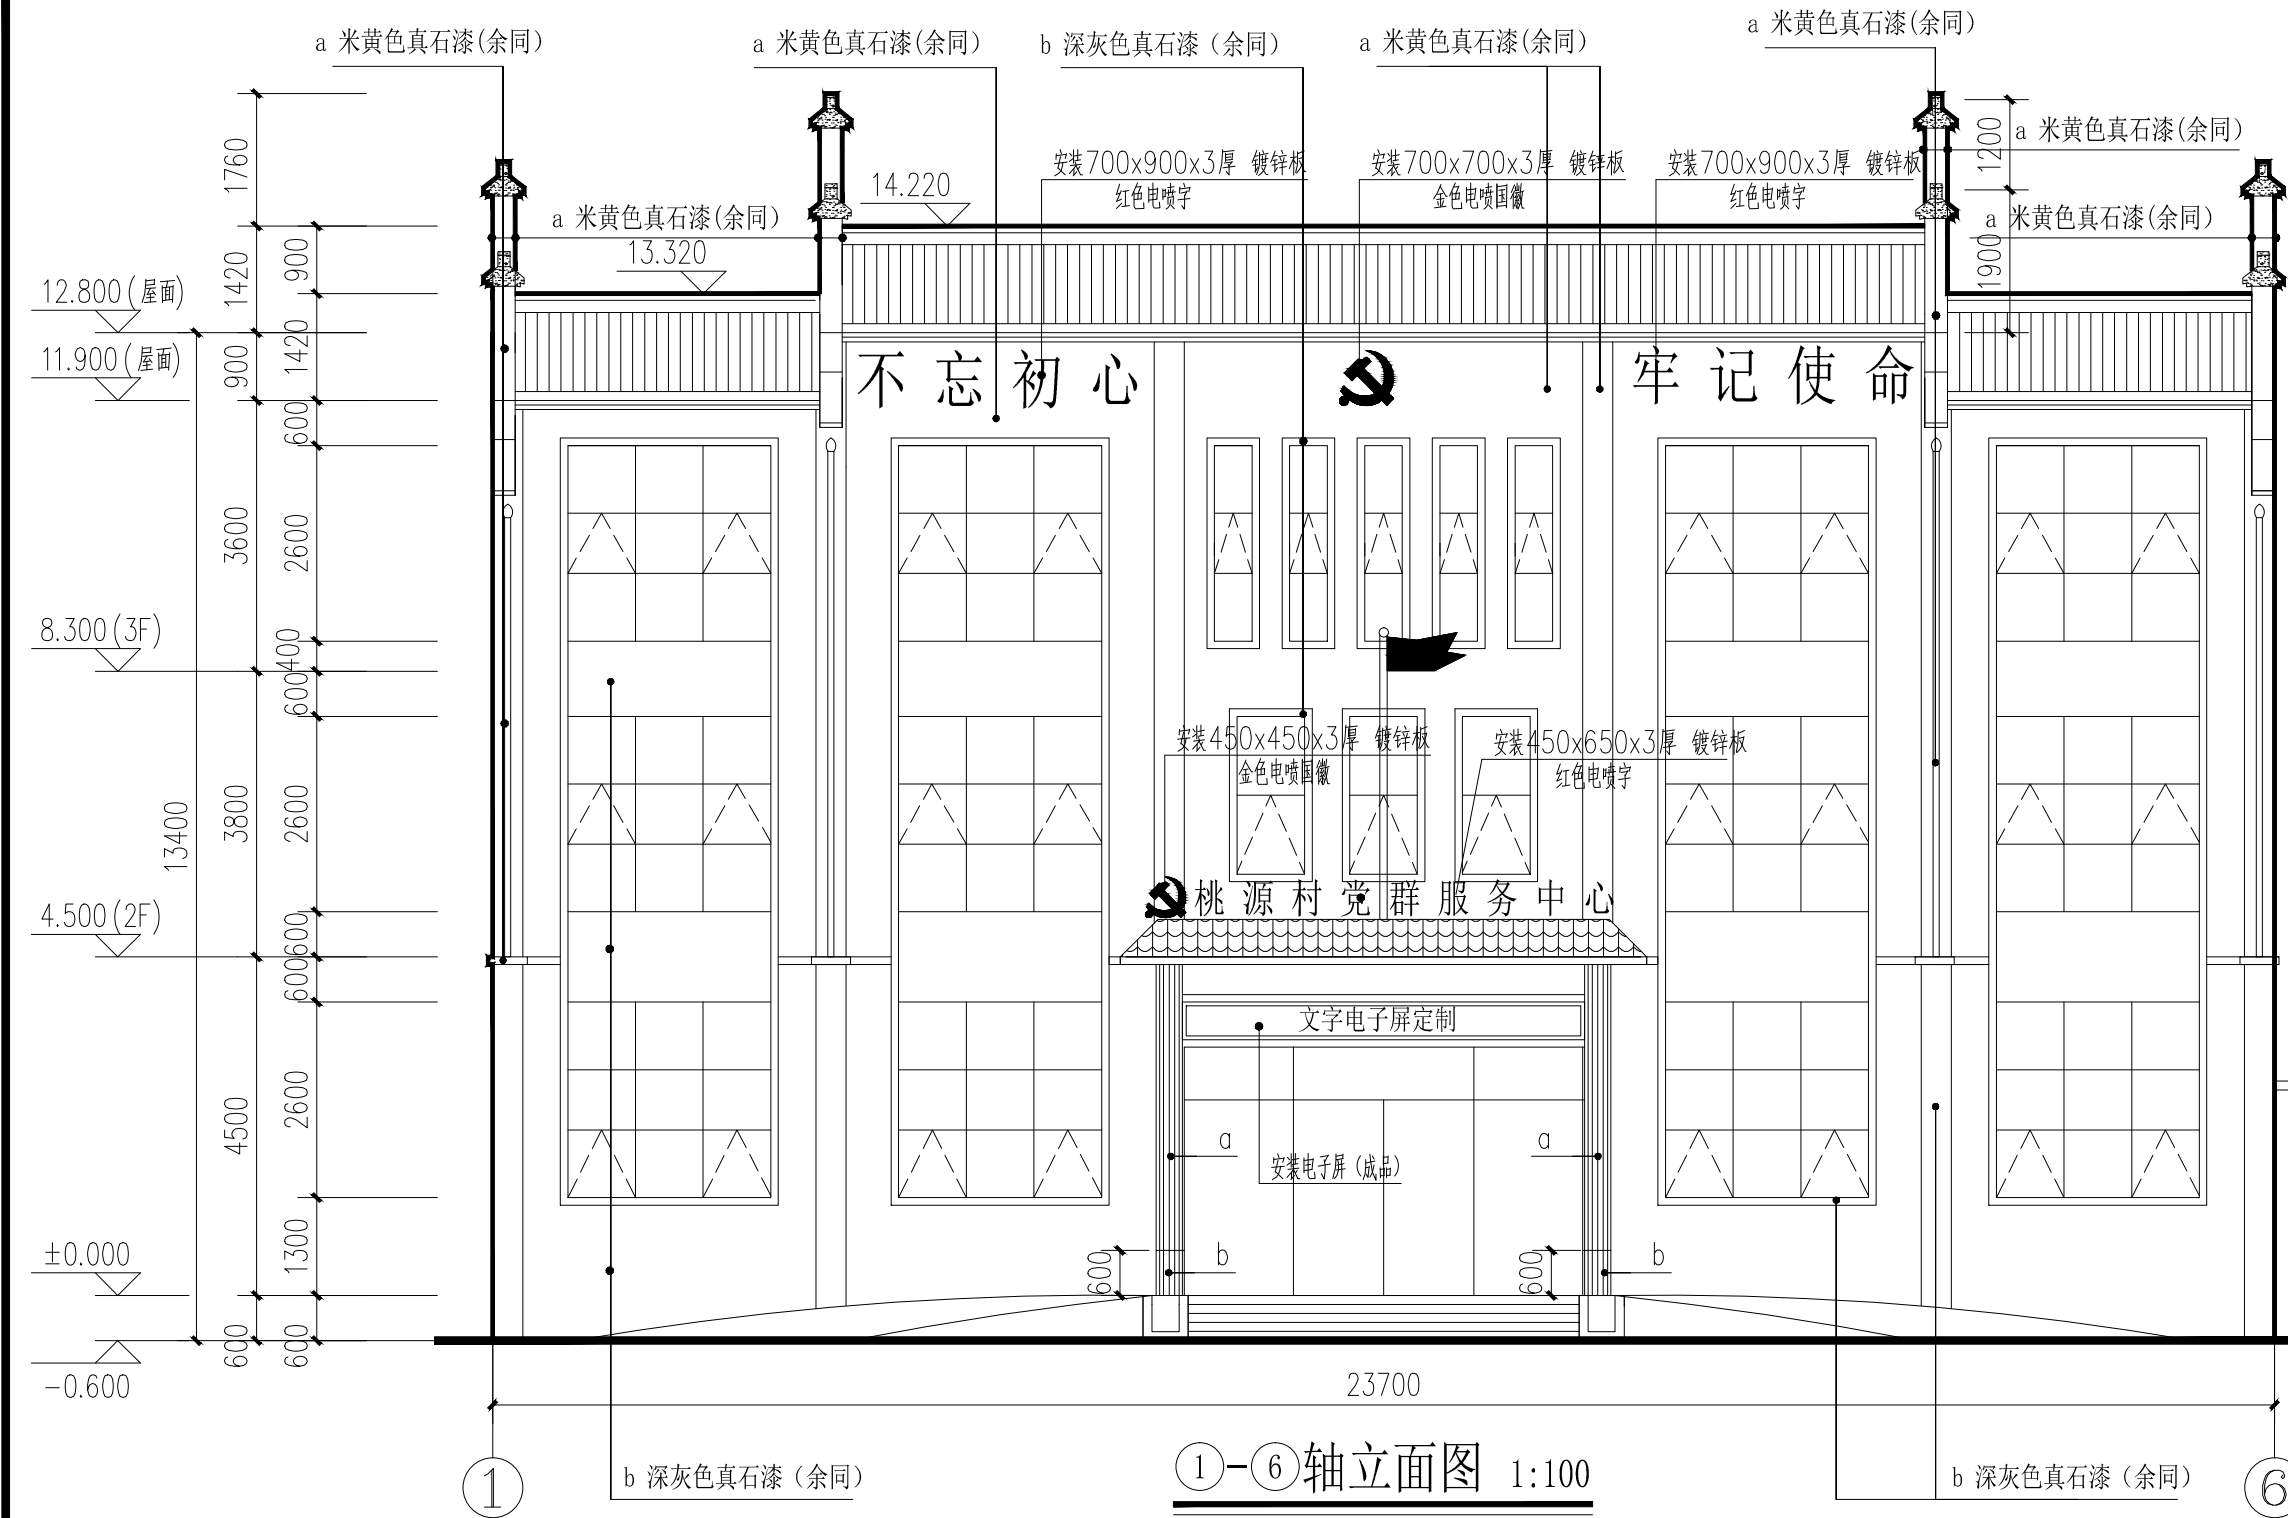 a 米黄色真石漆(余同)
a 米黄色真石漆(余同)
b 深灰色真石漆（余同）
a 米黄色真石漆(余同)
a 米黄色真石漆(余同)
1760
1200
a 米黄色真石漆(余同)
安装700x900x3厚 镀锌板
红色电喷字
安装700x700x3厚 镀锌板
金色电喷国徽
安装700x900x3厚 镀锌板
红色电喷字
14.220
a 米黄色真石漆(余同)
a 米黄色真石漆(余同)
13.320
1420
900
1900
12.800(屋面)
11.900(屋面)
900
1420
不忘初心
牢记使命
600
3600
2600
8.300(3F)
400
600
安装450x450x3厚 镀锌板
金色电喷国徽
安装450x650x3厚 镀锌板
红色电喷字
13400
3800
2600
桃源村党群服务中心
4.500(2F)
600
600
文字电子屏定制
4500
2600
a
a
安装电子屏（成品）
±0.000
1300
600
b
600
b
600
600
-0.600
23700
1
①-⑥轴立面图 1:100
6
b 深灰色真石漆（余同）
b 深灰色真石漆（余同）